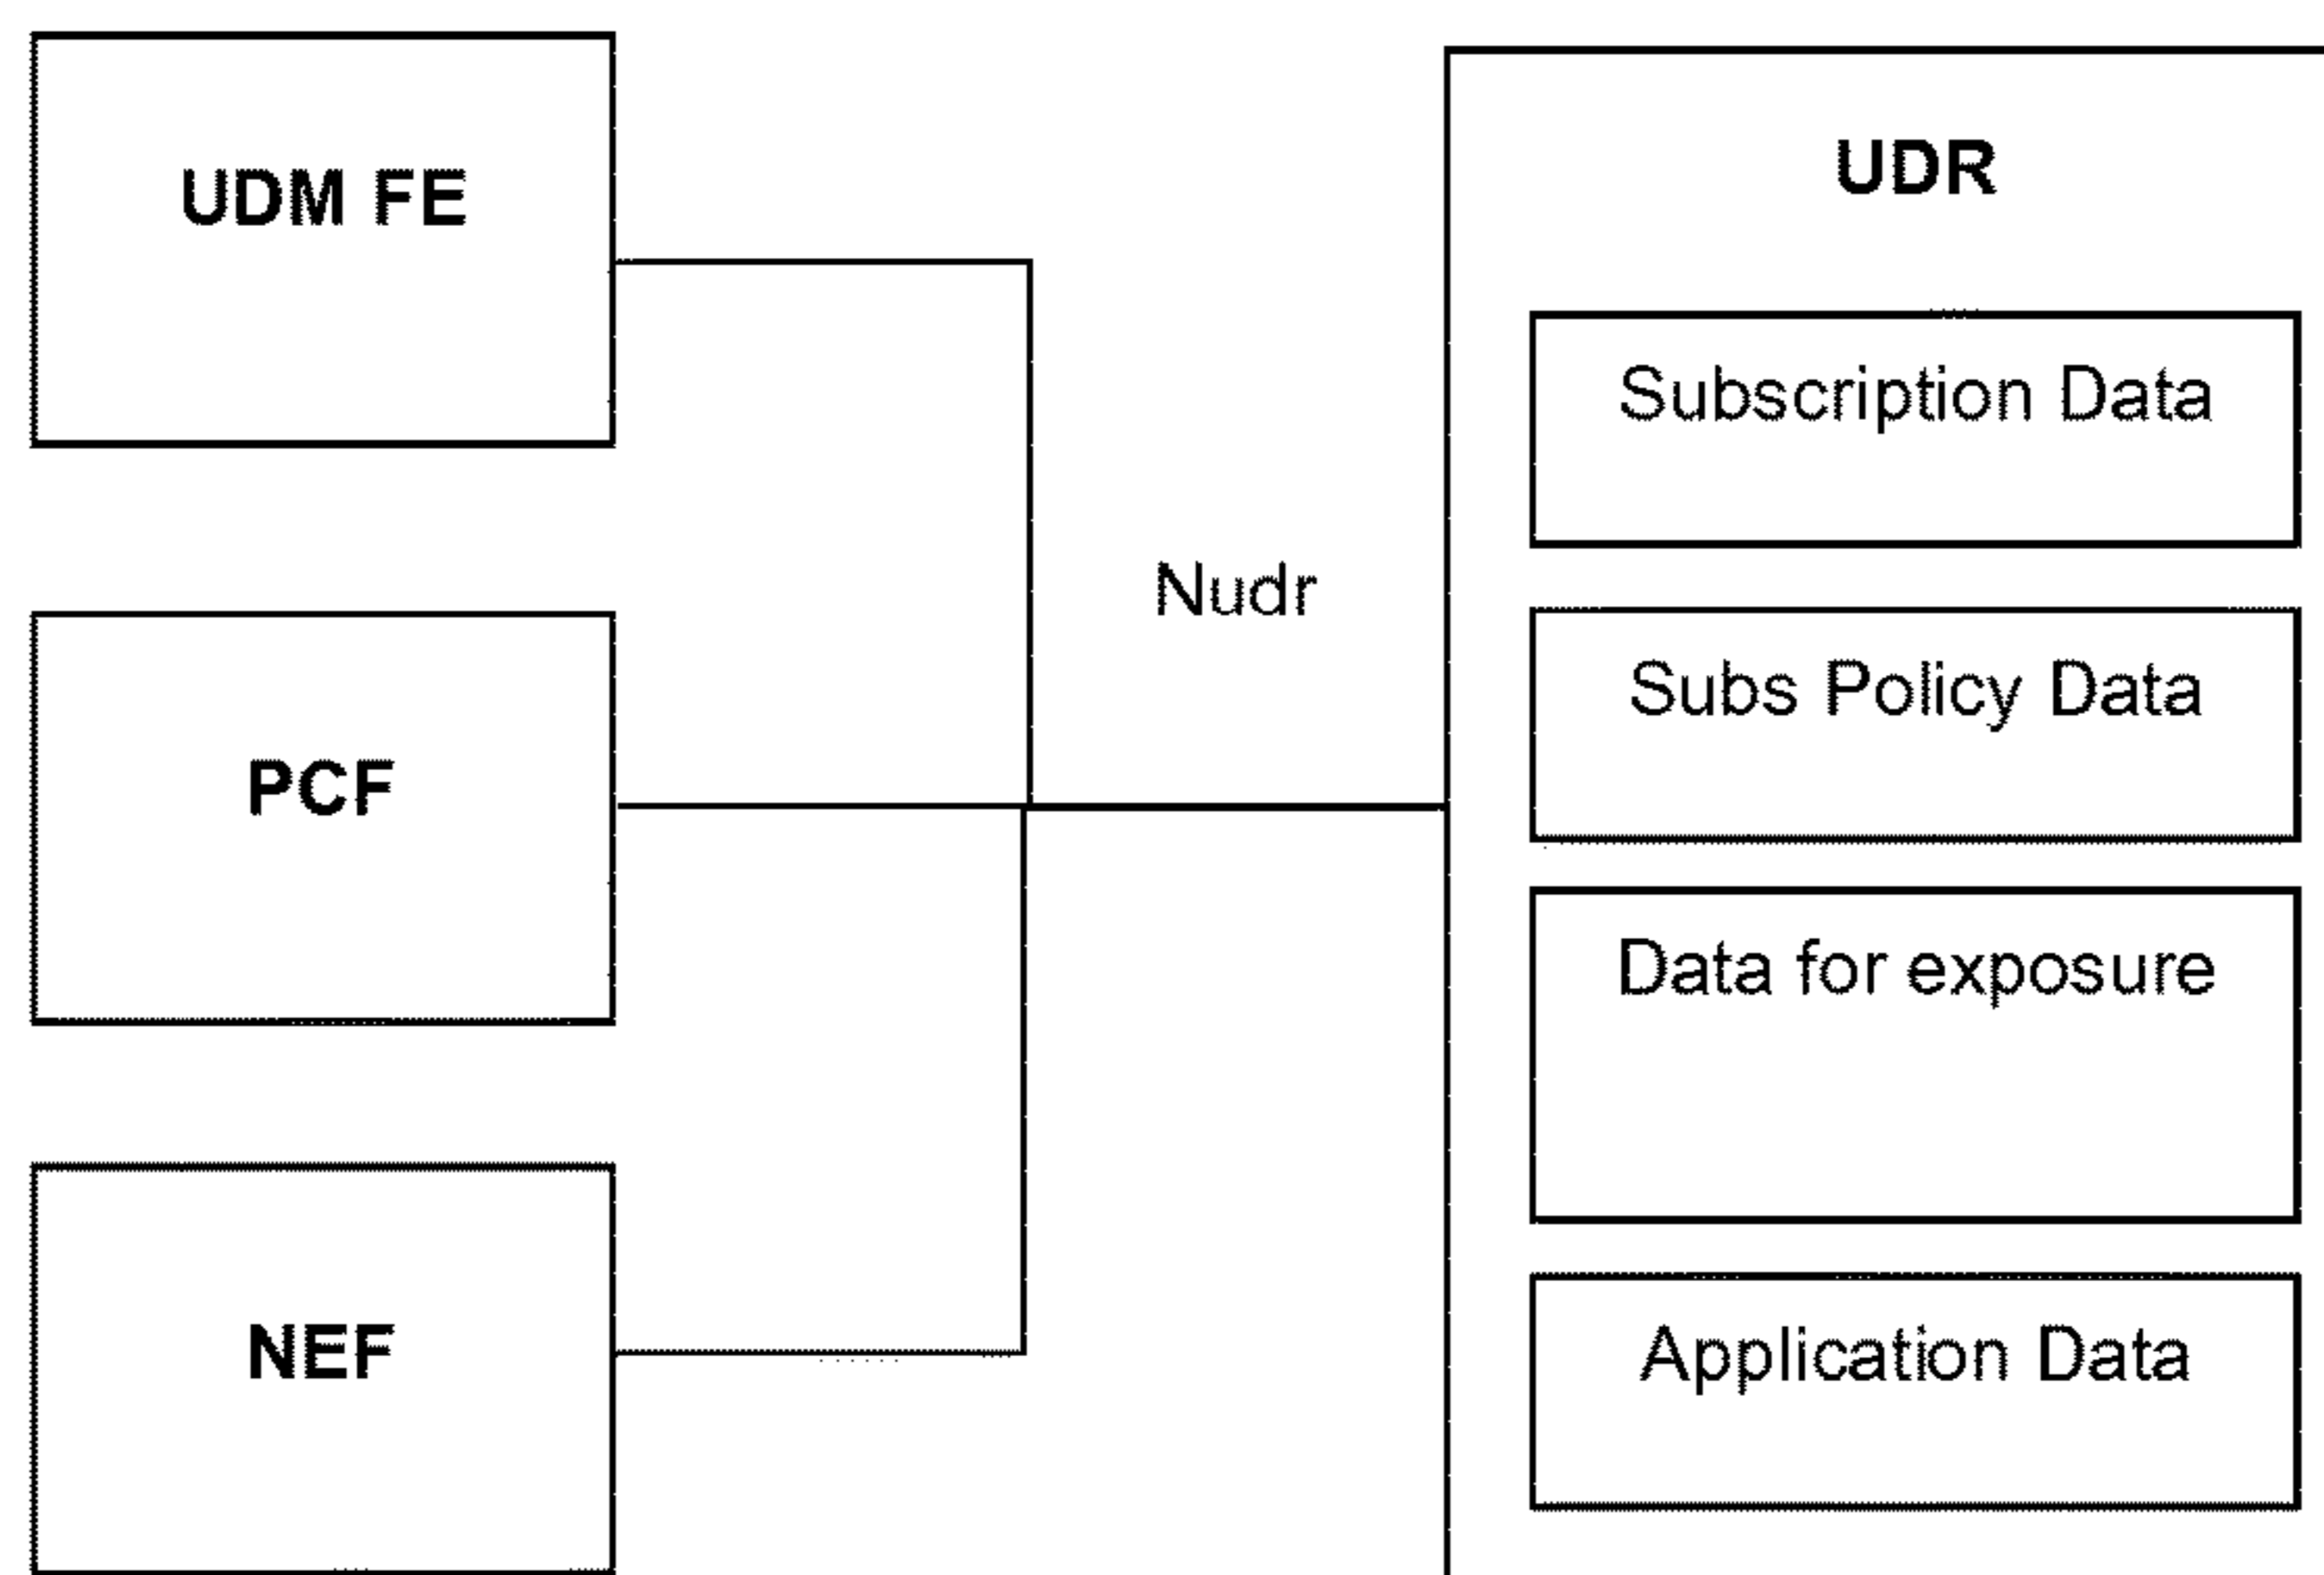 UDM FE
PCF
NEF
Nudr
UDR
Subscription Data
Subs Policy Data
Data for exposure
Application Data